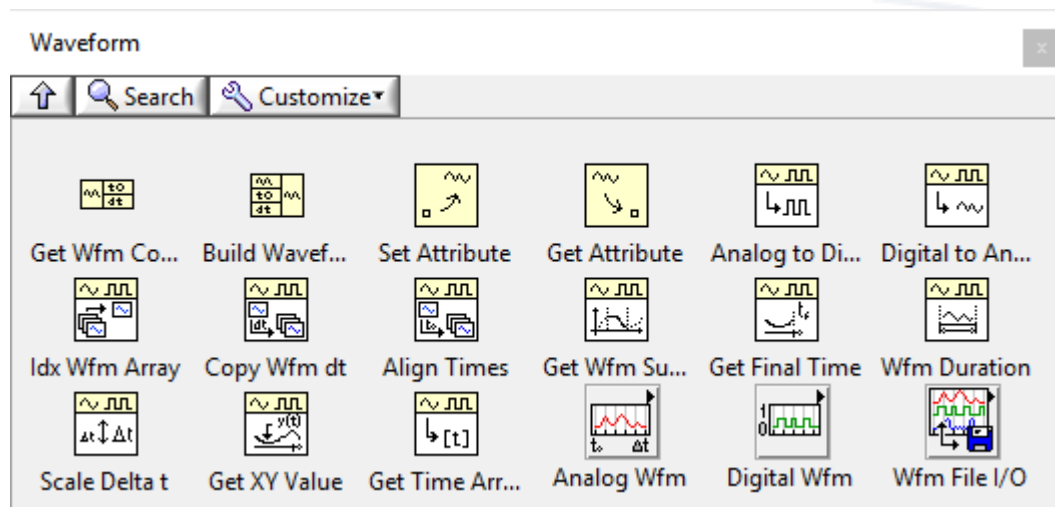 Waveform
x
Search Customize
Get Wfm Co... Build Wavef... Set Attribute Get Attribute Analog to Di... Digital to An...
Idx Wfm Array Copy Wfm dt Align Times Get Wfm Su... Get Final Time Wfm Duration
Scale Delta t Get XY Value Get Time Arr... Analog Wfm Digital Wfm Wfm File I/O